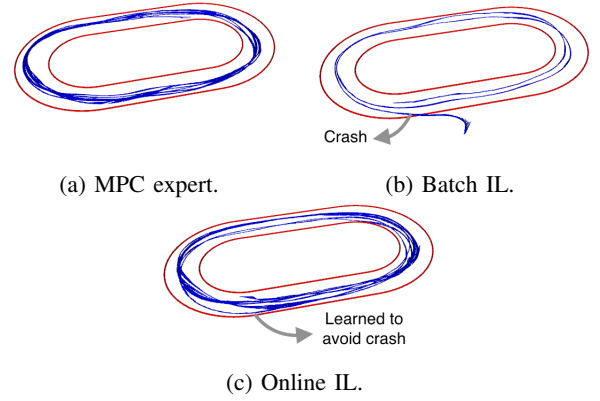 Crash
(a) MPC expert.
(b) Batch IL.
Learned to
avoid crash
(c) Online IL.